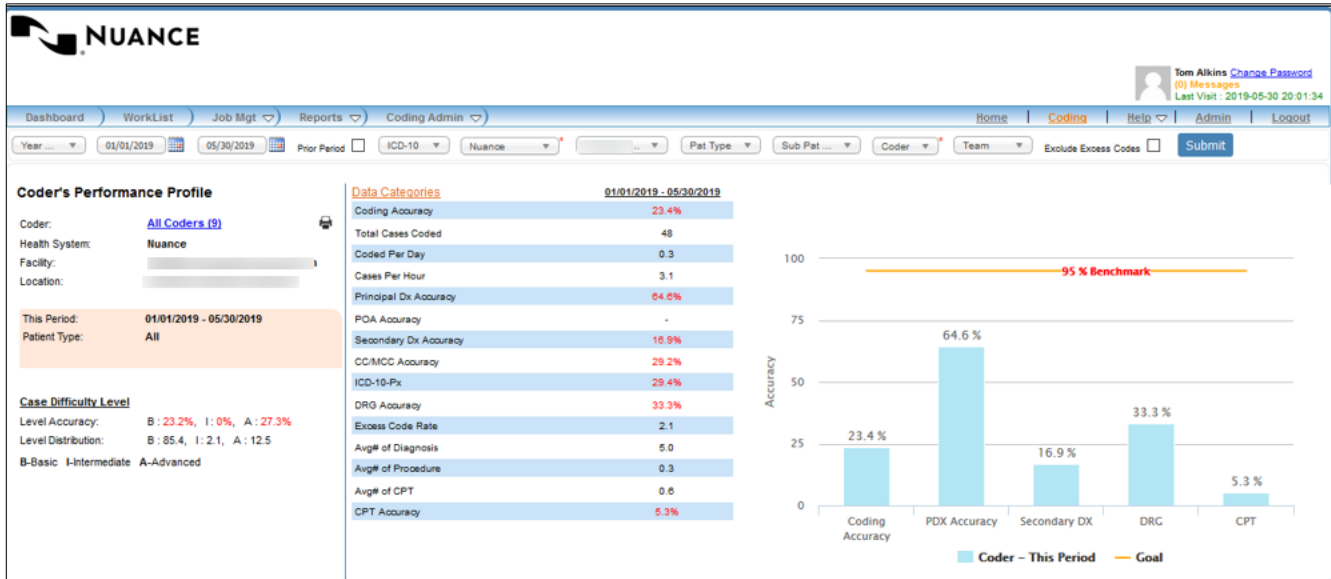 NUANCE
Tom Alkins Change Password
(0) Messages
Last Visit : 2019-05-30 20:01:34
Dashboard WorkList Job Mgt Reports Coding Admin Home | Coding | Help | Admin | Logout
Year ... 01/01/2019 05/30/2019 Prior Period ICD-10 Nuance * .. Pat Type Sub Pat ... Coder * Team Exclude Excess Codes Submit
Coder's Performance Profile
Coder: All Coders (9)
Health System: Nuance
Facility:
Location:
This Period: 01/01/2019 - 05/30/2019
Patient Type: All
Case Difficulty Level
Level Accuracy: B : 23.2%, I : 0%, A : 27.3%
Level Distribution: B : 85.4, I : 2.1, A : 12.5
B-Basic I-Intermediate A-Advanced
Data Categories 01/01/2019 - 05/30/2019
Coding Accuracy 23.4%
Total Cases Coded 48
Coded Per Day 0.3
Cases Per Hour 3.1
Principal Dx Accuracy 64.6%
POA Accuracy -
Secondary Dx Accuracy 16.9%
CC/MCC Accuracy 29.2%
ICD-10-Px 29.4%
DRG Accuracy 33.3%
Excess Code Rate 2.1
Avg# of Diagnosis 5.0
Avg# of Procedure 0.3
Avg# of CPT 0.6
CPT Accuracy 5.3%
100
95 % Benchmark
75
64.6 %
Accuracy
50
33.3 %
25
23.4 %
16.9 %
5.3 %
0
Coding Accuracy
PDX Accuracy
Secondary DX
DRG
CPT
Coder – This Period Goal